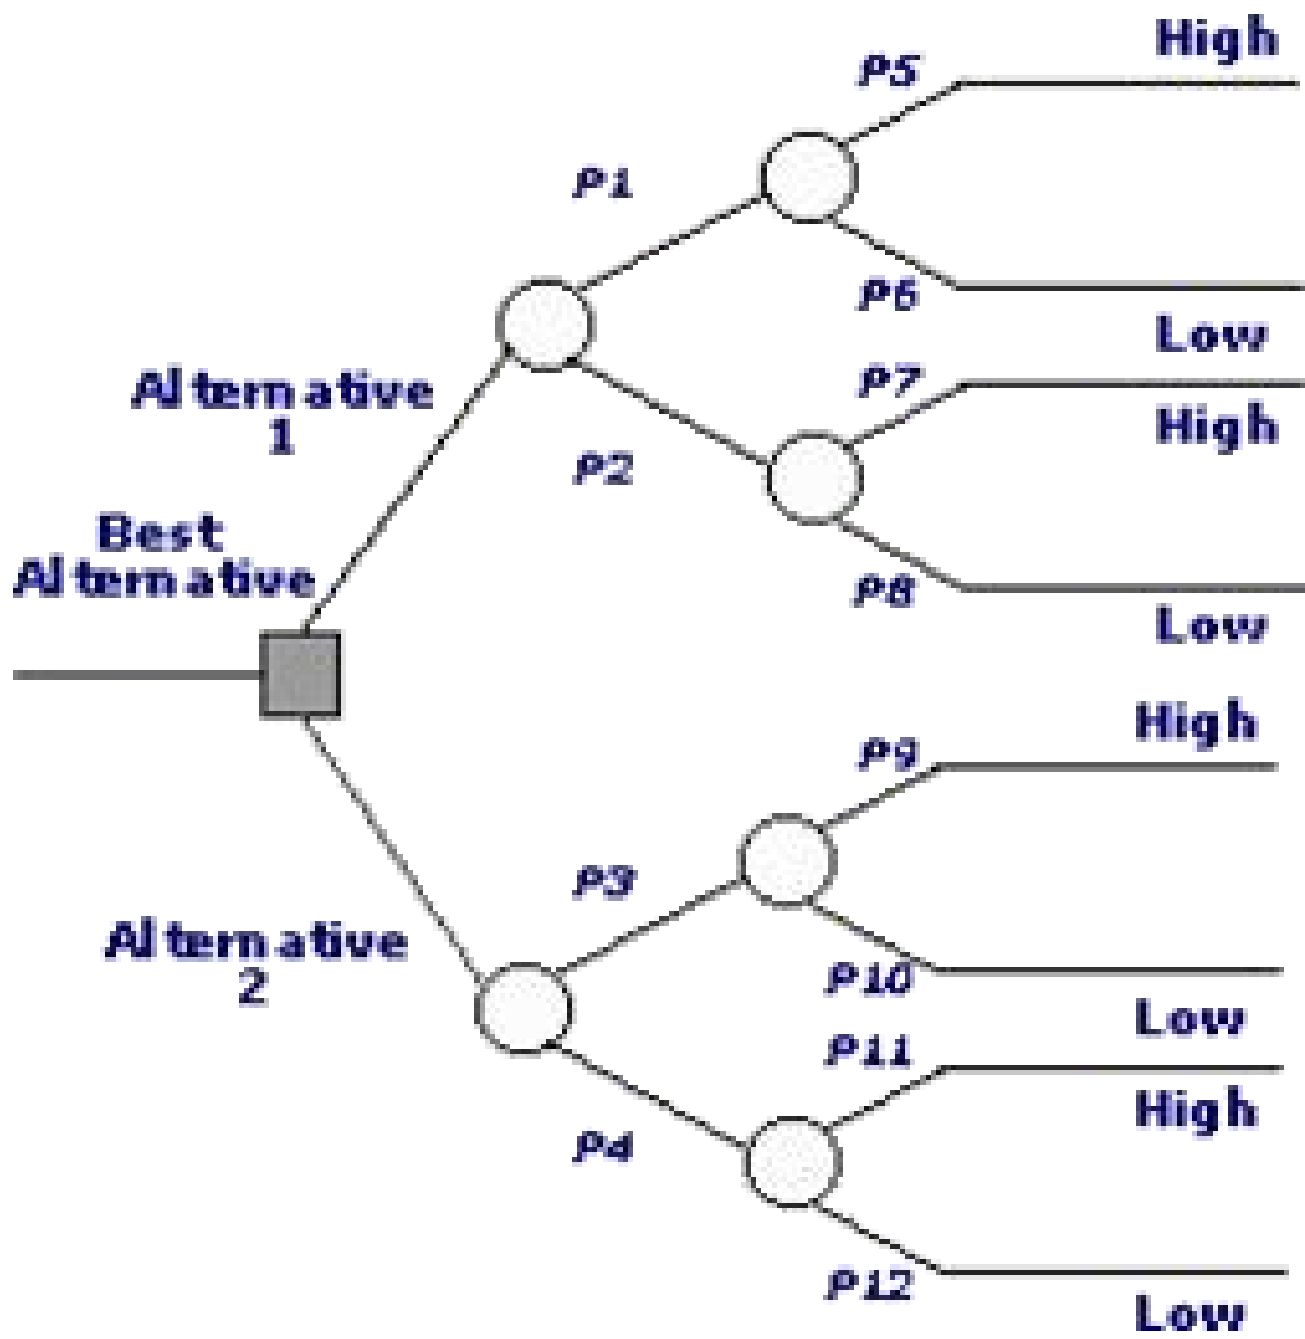 High
P5
P1
P6
Low
P7
Alternative
1
High
P2
Best
Alternative
P8
Low
High
P9
P3
Alternative
2
P10
Low
P11
High
P4
P12
Low